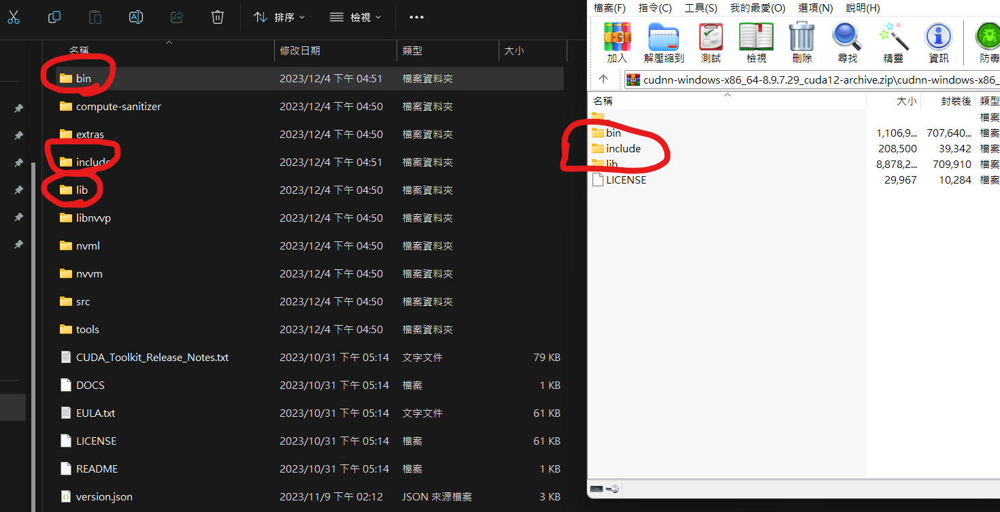 排序
檢視
名稱 修改日期 類型 大小
bin 2023/12/4 下午 04:51 檔案資料夾
compute-sanitizer 2023/12/4 下午 04:50 檔案資料夾
extras 2023/12/4 下午 04:50 檔案資料夾
include 2023/12/4 下午 04:51 檔案資料夾
lib 2023/12/4 下午 04:50 檔案資料夾
libnvvp 2023/12/4 下午 04:50 檔案資料夾
nvml 2023/12/4 下午 04:50 檔案資料夾
nvvm 2023/12/4 下午 04:50 檔案資料夾
src 2023/12/4 下午 04:50 檔案資料夾
tools 2023/12/4 下午 04:50 檔案資料夾
CUDA_Toolkit_Release_Notes.txt 2023/10/31 下午 05:14 文字文件 79 KB
DOCS 2023/10/31 下午 05:14 檔案 1 KB
EULA.txt 2023/10/31 下午 05:14 文字文件 61 KB
LICENSE 2023/10/31 下午 05:14 檔案 61 KB
README 2023/10/31 下午 05:14 檔案 1 KB
version.json 2023/11/9 下午 02:12 JSON 來源檔案 3 KB
檔案(F) 指令(C) 工具(S) 我的最愛(O) 選項(N) 說明(H)
加入 解壓縮到 測試 檢視 刪除 尋找 精靈 資訊 防毒
cudnn-windows-x86_64-8.9.7.29_cuda12-archive.zip\cudnn-windows-x86_
名稱 大小 封裝後 類型
.. 檔案
bin 1,106,9... 707,640... 檔案
include 208,500 39,342 檔案
lib 8,878,2... 709,910 檔案
LICENSE 29,967 10,284 檔案